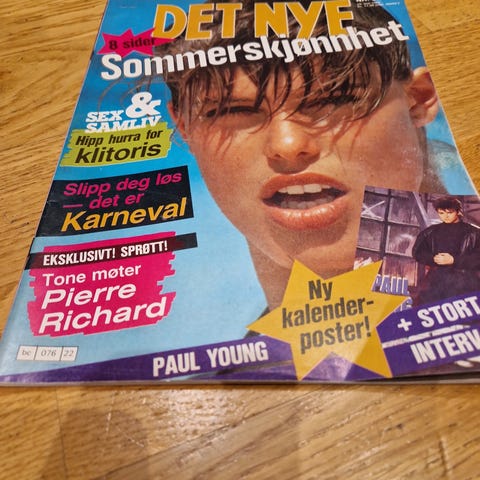 DET NYE
8 sider
Sommerskjønnhet
SEX &
SAMLIV
Hipp hurra for
klitoris
Slipp deg løs
— det er
Karneval
EKSKLUSIVT! SPRØTT!
Tone møter
Pierre
Richard
Ny
kalender-
poster!
PAUL
PAUL YOUNG
+ STORT
INTERV
bc 076 22